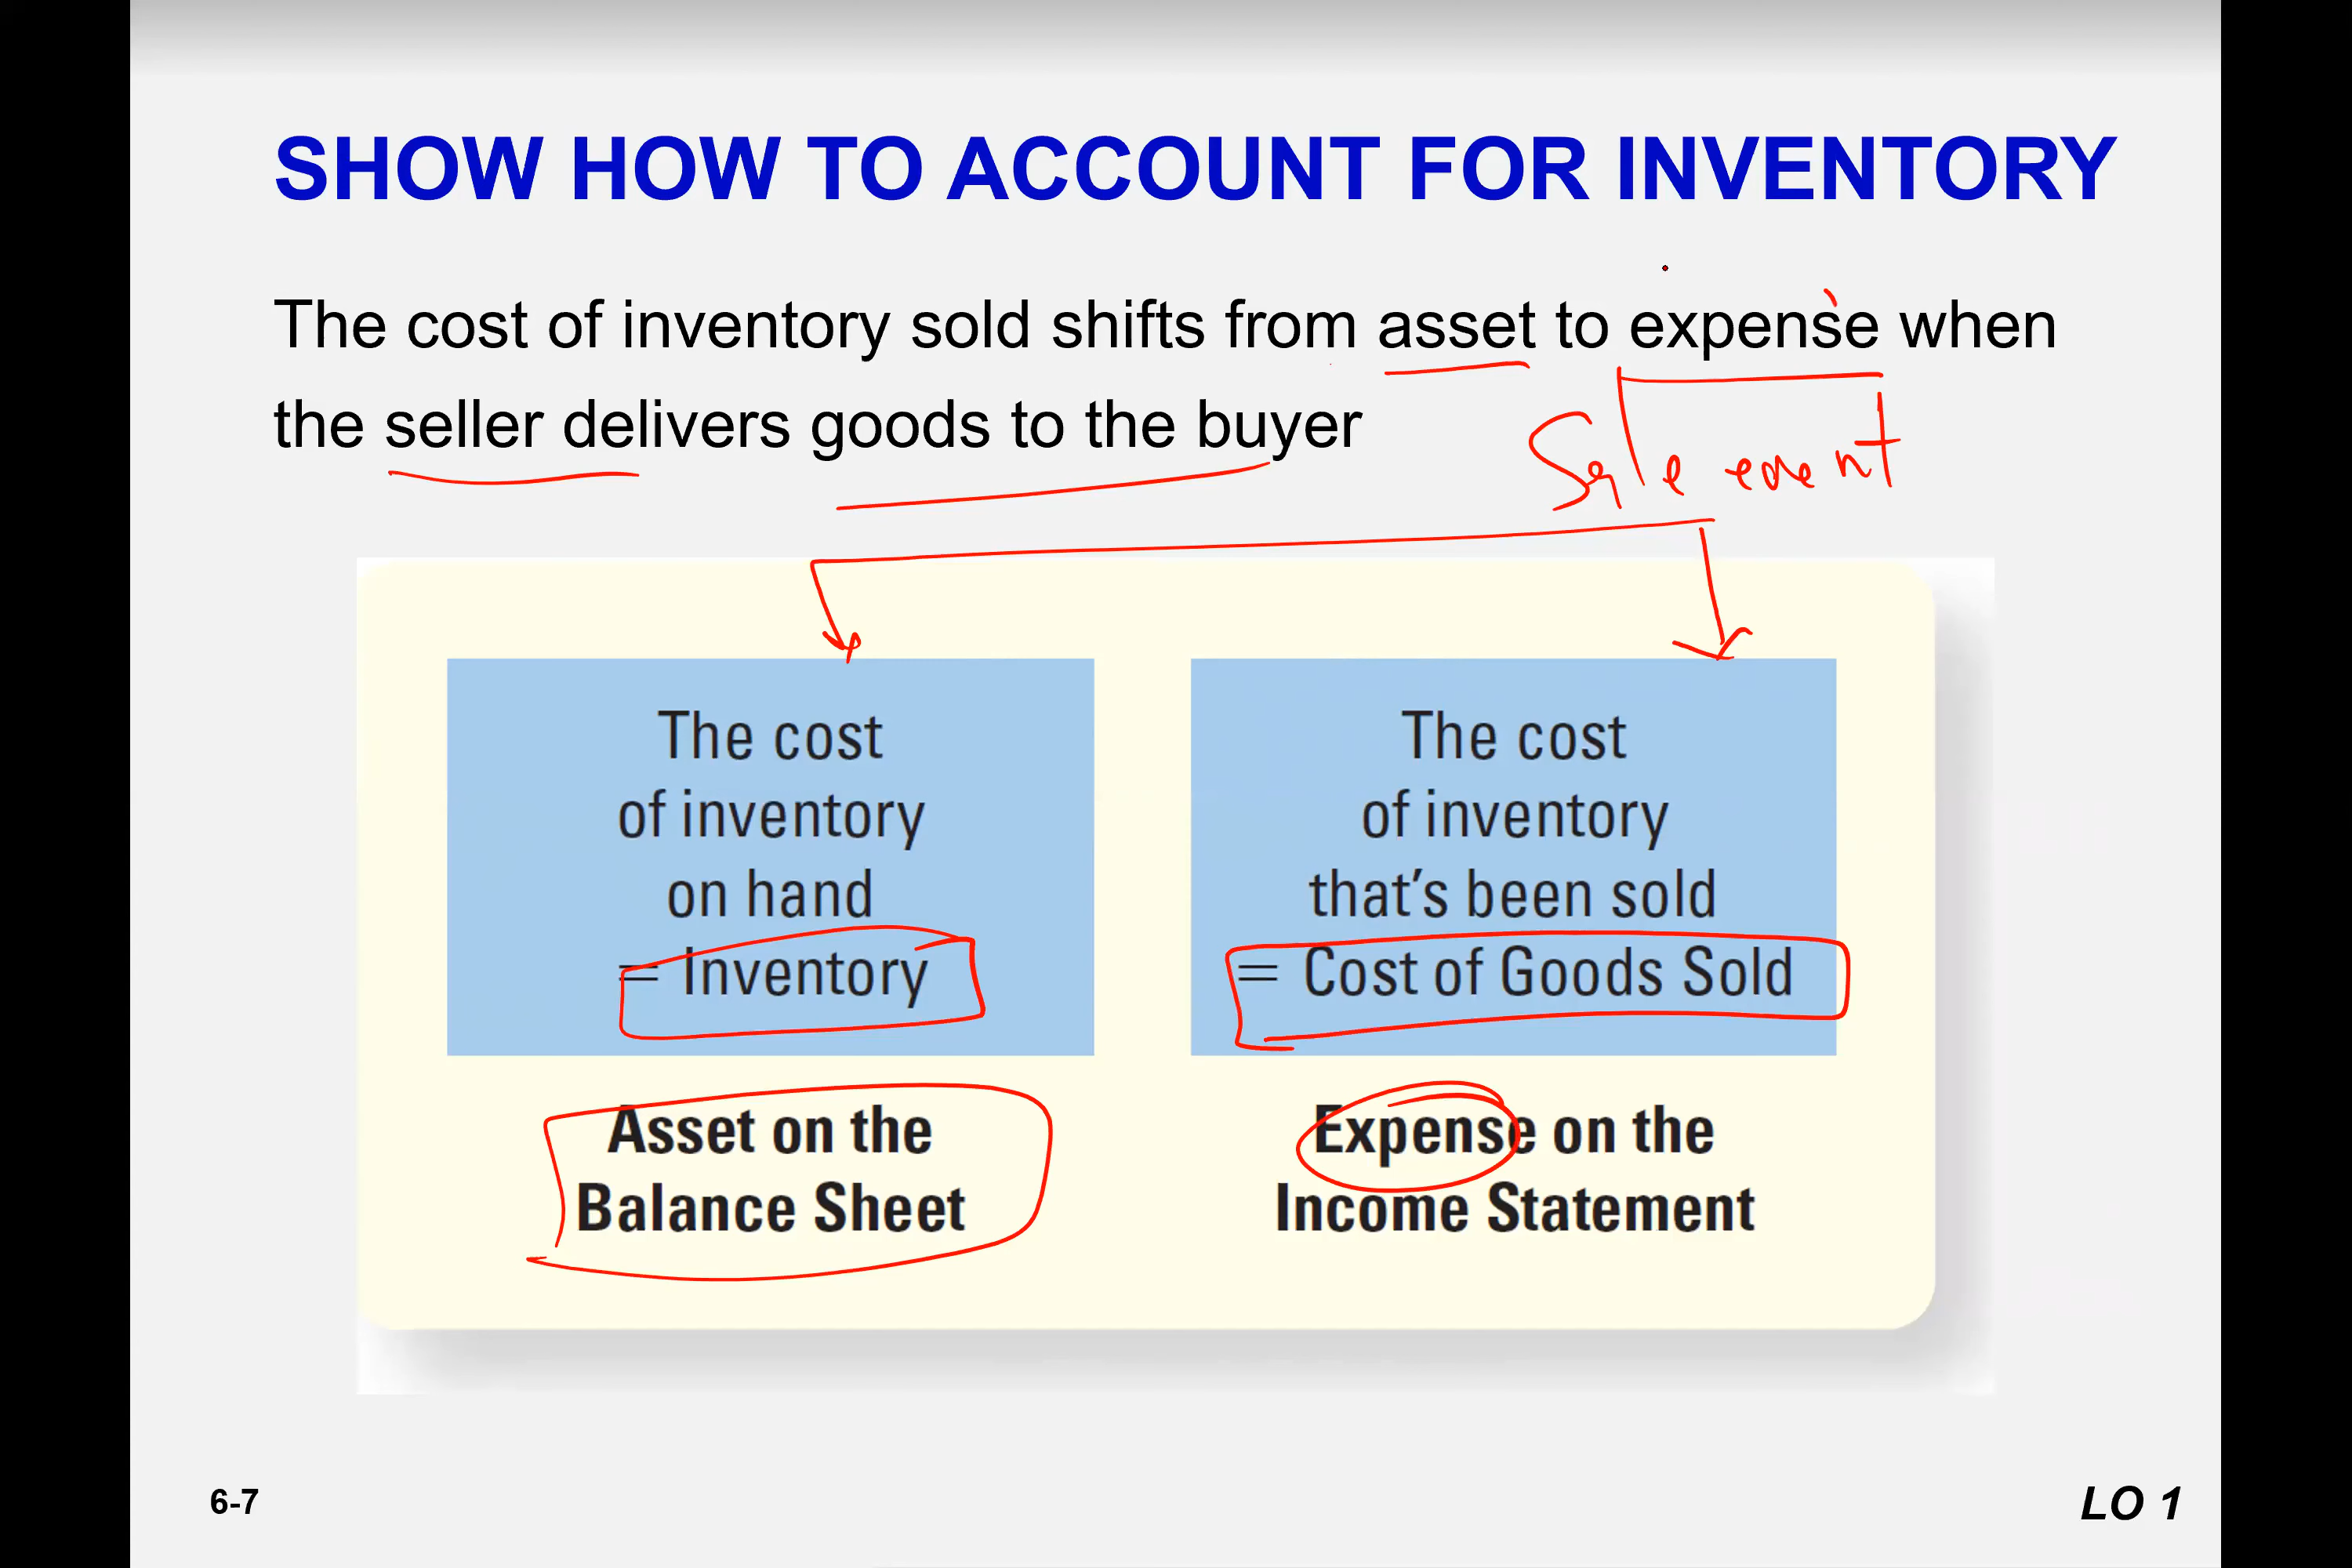 SHOW HOW TO ACCOUNT FOR INVENTORY
The cost of inventory sold shifts from asset to expense when
the seller delivers goods to the buyer
Sale event
The cost
of inventory
on hand
= Inventory
Asset on the
Balance Sheet
The cost
of inventory
that's been sold
= Cost of Goods Sold
Expense on the
Income Statement
6-7
LO 1